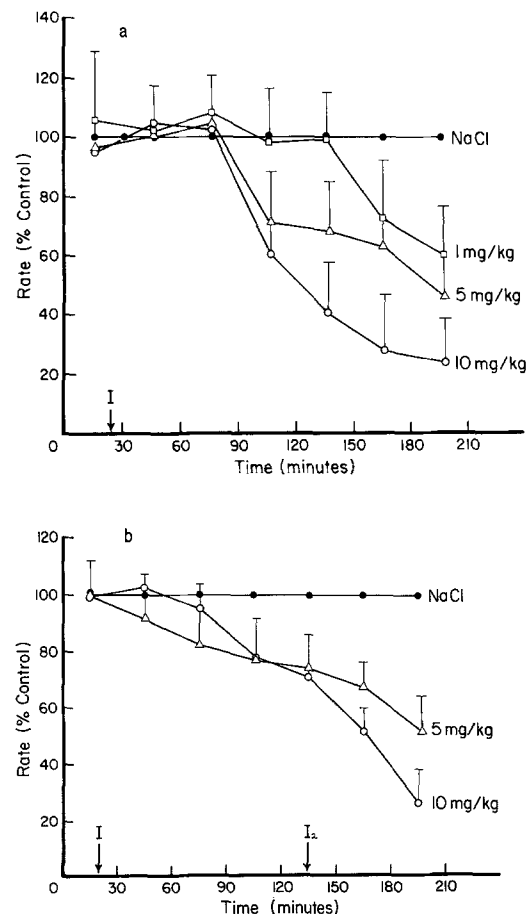 a
140
120
100
80
60
40
20
0
Rate (% Control)
NaCl
1 mg/kg
5 mg/kg
10 mg/kg
I
30 60 90 120 150 180 210
Time (minutes)
b
120
100
80
60
40
20
0
Rate (% Control)
NaCl
5 mg/kg
10 mg/kg
I
I₂
30 60 90 120 150 180 210
Time (minutes)